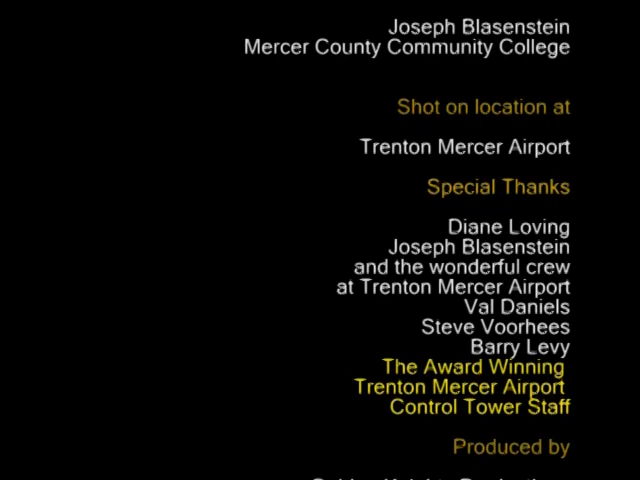 Joseph Blasenstein
Mercer County Community College
Shot on location at
Trenton Mercer Airport
Special Thanks
Diane Loving
Joseph Blasenstein
and the wonderful crew
at Trenton Mercer Airport
Val Daniels
Steve Voorhees
Barry Levy
The Award Winning
Trenton Mercer Airport
Control Tower Staff
Produced by